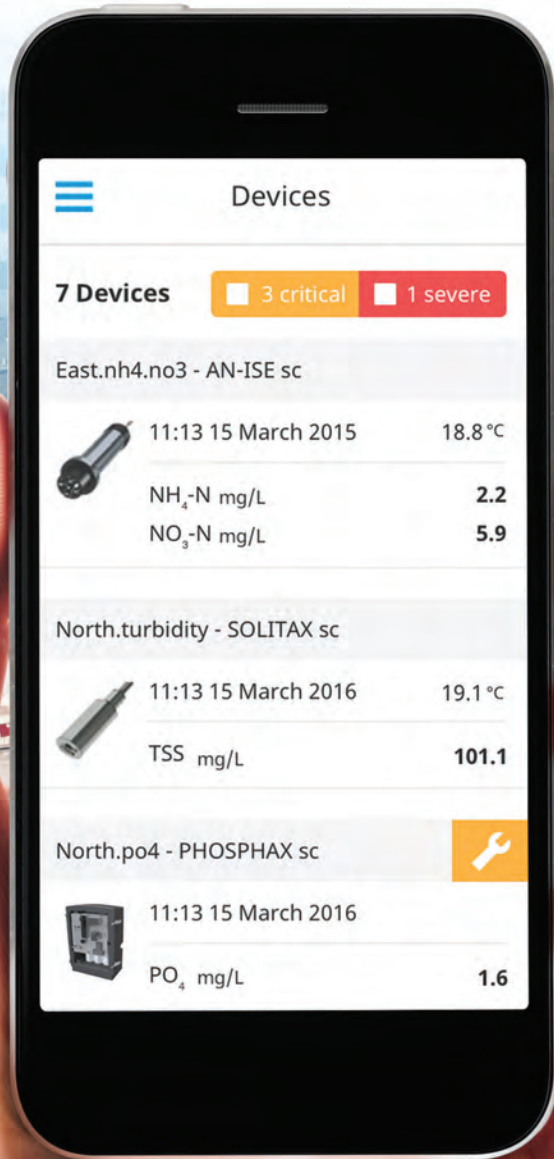 Devices
7 Devices 3 critical 1 severe
East.nh4.no3 - AN-ISE sc
11:13 15 March 2015 18.8 °C
NH₄-N mg/L 2.2
NO₃-N mg/L 5.9
North.turbidity - SOLITAX sc
11:13 15 March 2016 19.1 °C
TSS mg/L 101.1
North.po4 - PHOSPHAX sc
11:13 15 March 2016
PO₄ mg/L 1.6